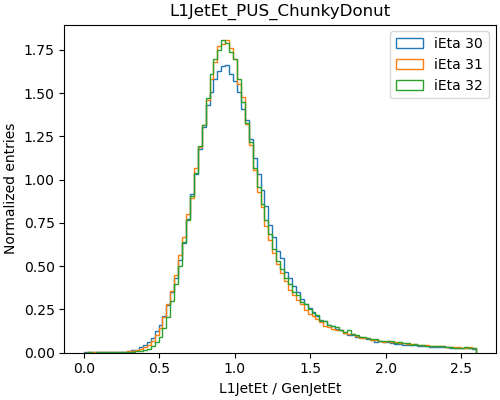 L1JetEt_PUS_ChunkyDonut
iEta 30
iEta 31
iEta 32
Normalized entries
1.75
1.50
1.25
1.00
0.75
0.50
0.25
0.00
0.0
0.5
1.0
1.5
2.0
2.5
L1JetEt / GenJetEt